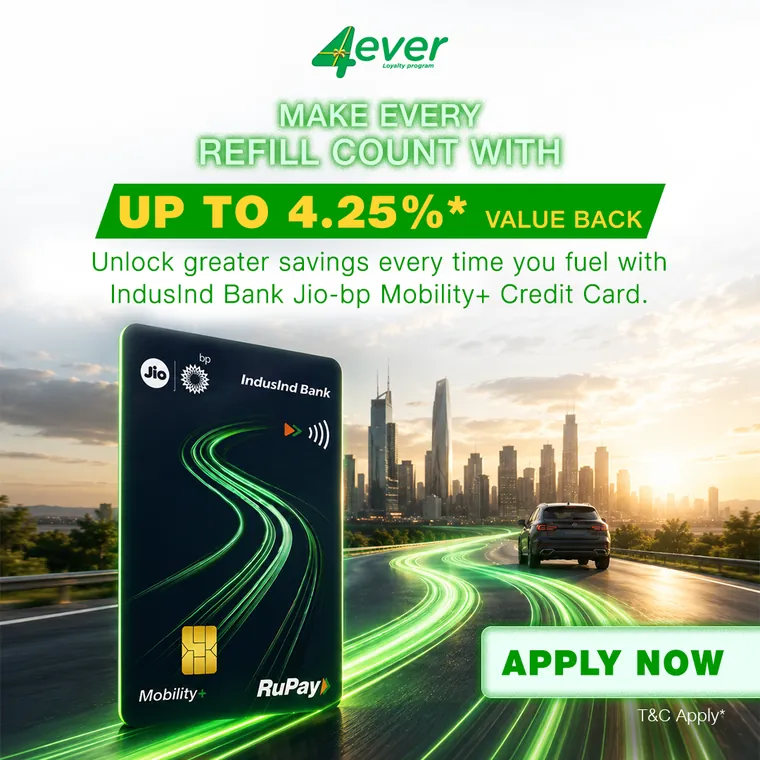 4ever
Loyalty program
MAKE EVERY
REFILL COUNT WITH
UP TO 4.25%* VALUE BACK
Unlock greater savings every time you fuel with
IndusInd Bank Jio-bp Mobility+ Credit Card.
Jio bp
IndusInd Bank
Mobility+ RuPay
APPLY NOW
T&C Apply*